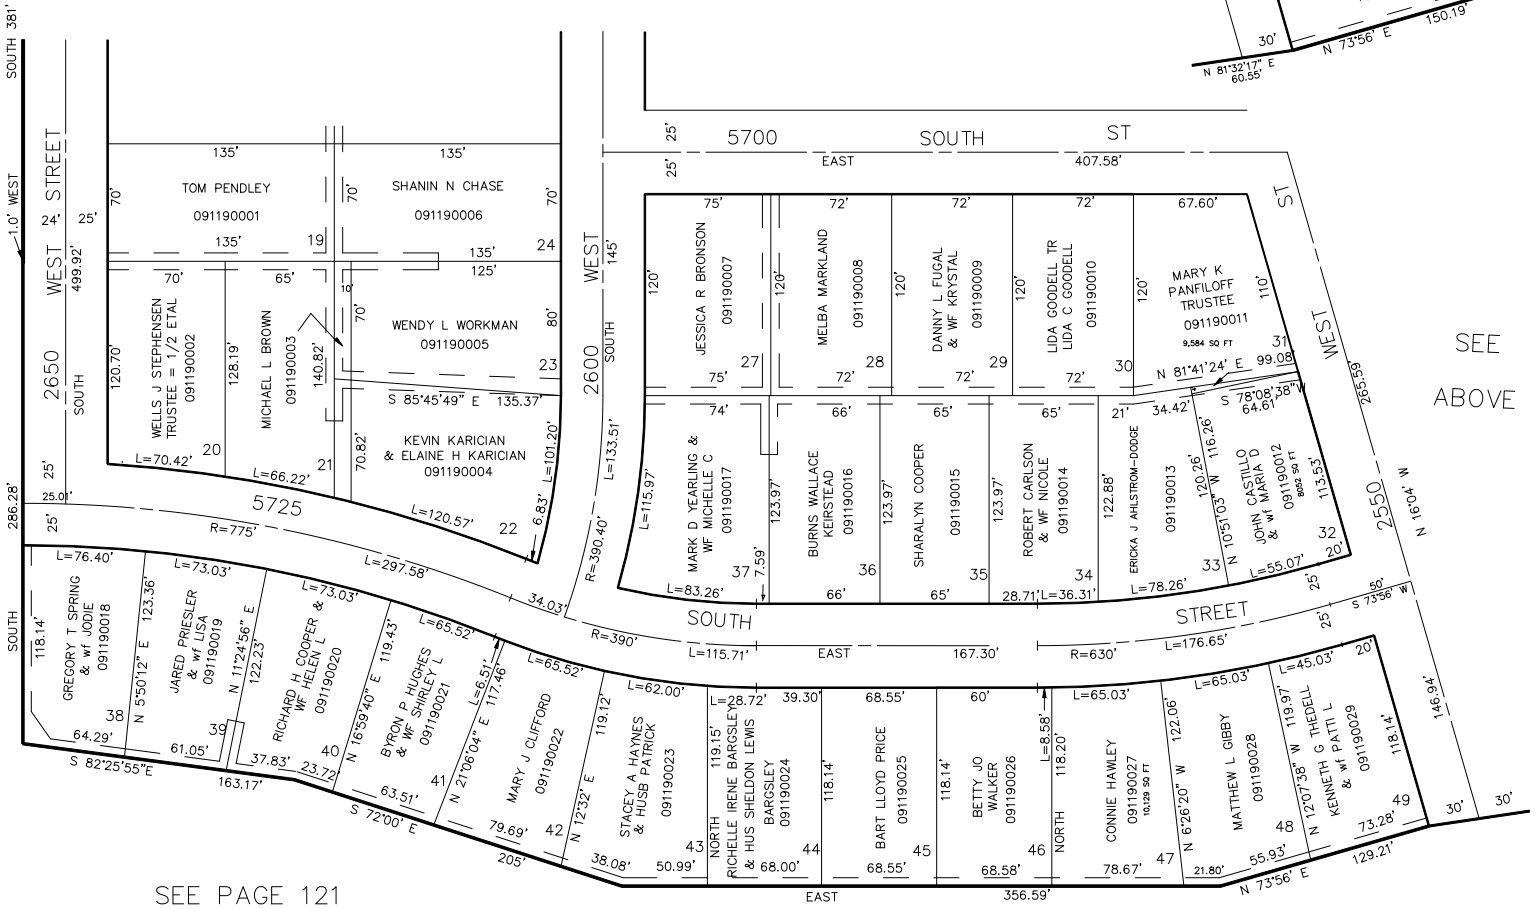 SOUTH 381'
1.0' WEST
24'
25'
2650 WEST STREET
499.92'
SOUTH
286.28'
SOUTH
25'
25.01'
25'
135'
135'
TOM PENDLEY
091190001
70'
135'
19
SHANIN N CHASE
091190006
70'
70'
135'
24
70'
65'
125'
WELLS J STEPHENSEN
TRUSTEE = 1/2 ETAL
091190002
120.70'
128.19'
20
L=70.42'
MICHAEL L BROWN
091190003
140.82'
21
L=66.22'
10'
70'
WENDY L WORKMAN
091190005
80'
23
S 85°45'49" E 135.37'
KEVIN KARICIAN
& ELAINE H KARICIAN
091190004
70.82'
L=101.20'
L=120.57'
22
6.83'
2600 WEST
145'
SOUTH
L=133.51'
R=390.40'
25'
25'
5700 SOUTH ST
EAST 407.58'
75'
72'
72'
72'
67.60'
120'
JESSICA R BRONSON
091190007
27
120'
75'
MELBA MARKLAND
091190008
28
120'
72'
DANNY L FUGAL
& WF KRYSTAL
091190009
29
120'
72'
LIDA GOODELL TR
LIDA C GOODELL
091190010
30
120'
72'
MARY K
PANFILOFF
TRUSTEE
091190011
9,584 SQ FT
110'
31
N 81°41'24" E 99.08'
S 78°08'38" W
64.61'
74'
66'
65'
65'
21'
34.42'
L=115.97'
MARK D YEARLING &
WF MICHELLE C
091190017
37
L=83.26'
7.59'
123.97'
BURNS WALLACE
KEIRSTEAD
091190016
36
66'
123.97'
SHARALYN COOPER
091190015
35
65'
123.97'
ROBERT CARLSON
& WF NICOLE
091190014
34
28.71'
L=36.31'
122.88'
ERICKA J AHLSTROM-DODGE
091190013
120.26'
33
L=78.26'
N 10°51'03" W 116.26'
JOHN CASTILLO
& wf MARIA D
091190012
8052 SQ FT
113.53'
32
L=55.07'
20'
2550 WEST ST
265.59'
N 16°04' W
25'
25'
50'
S 73°56' W
146.94'
30'
30'
5725 SOUTH STREET
R=775'
L=297.58'
34.03'
R=390'
L=115.71'
EAST
167.30'
R=630'
L=176.65'
L=76.40'
GREGORY T SPRING
& wf JODIE
091190018
118.14'
38
64.29'
N 5°50'12" E 123.36'
L=73.03'
JARED PRIESLER
& wf LISA
091190019
39
61.05'
N 11°24'56" E
122.23'
L=73.03'
RICHARD H COOPER &
WF HELEN L
091190020
40
37.83'
23.72'
N 16°59'40" E 119.43'
L=65.52'
BYRON P HUGHES
& WF SHIRLEY L
091190021
41
63.51'
L=6.51'
N 21°06'04" E 117.46'
L=65.52'
MARY J CLIFFORD
091190022
42
79.69'
N 12°32' E 119.12'
L=62.00'
STACEY A HAYNES
& HUSB PATRICK
091190023
43
38.08'
50.99'
NORTH 119.15'
L=28.72'
39.30'
RICHELLE IRENE BARGSLEY
& HUS SHELDON LEWIS
BARGSLEY
091190024
44
68.00'
118.14'
68.55'
BART LLOYD PRICE
091190025
45
68.55'
118.14'
60'
BETTY JO
WALKER
091190026
46
68.58'
L=8.58'
NORTH 118.20'
L=65.03'
CONNIE HAWLEY
091190027
10,129 SQ FT
47
78.67'
N 6°26'20" W 122.06'
L=65.03'
MATTHEW L GIBBY
091190028
48
21.80'
55.93'
N 12°07'38" W 119.97'
L=45.03'
20'
KENNETH G THEDELL
& wf PATTI L
091190029
118.14'
49
73.28'
S 82°25'55"E
163.17'
S 72°00' E
205'
EAST
356.59'
N 73°56' E
129.21'
SEE PAGE 121
SEE
ABOVE
30'
N 81°32'17" E
60.55'
N 73°56' E
150.19'